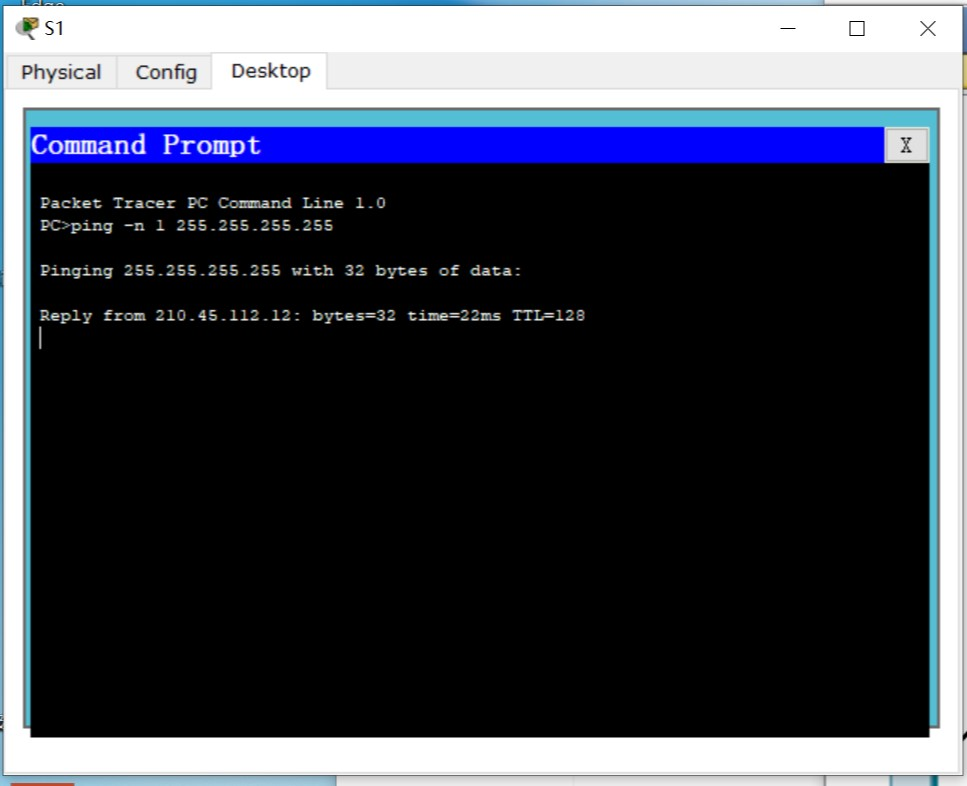 S1
Physical
Config
Desktop
Command Prompt
X
Packet Tracer PC Command Line 1.0
PC>ping -n 1 255.255.255.255
Pinging 255.255.255.255 with 32 bytes of data:
Reply from 210.45.112.12: bytes=32 time=22ms TTL=128